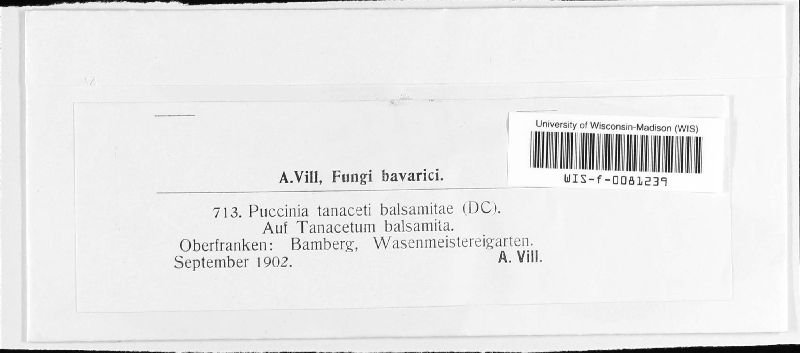 University of Wisconsin-Madison (WIS)
WIS-f-0081239
A.Vill, Fungi bavarici.
713. Puccinia tanaceti balsamitae (DC).
Auf Tanacetum balsamita.
Oberfranken: Bamberg, Wasenmeistereigarten.
September 1902. A. Vill.